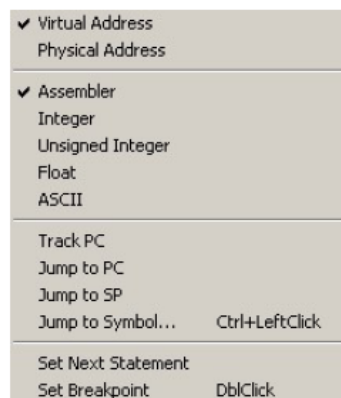 Virtual Address
Physical Address
Assembler
Integer
Unsigned Integer
Float
ASCII
Track PC
Jump to PC
Jump to SP
Jump to Symbol... Ctrl+LeftClick
Set Next Statement
Set Breakpoint DblClick